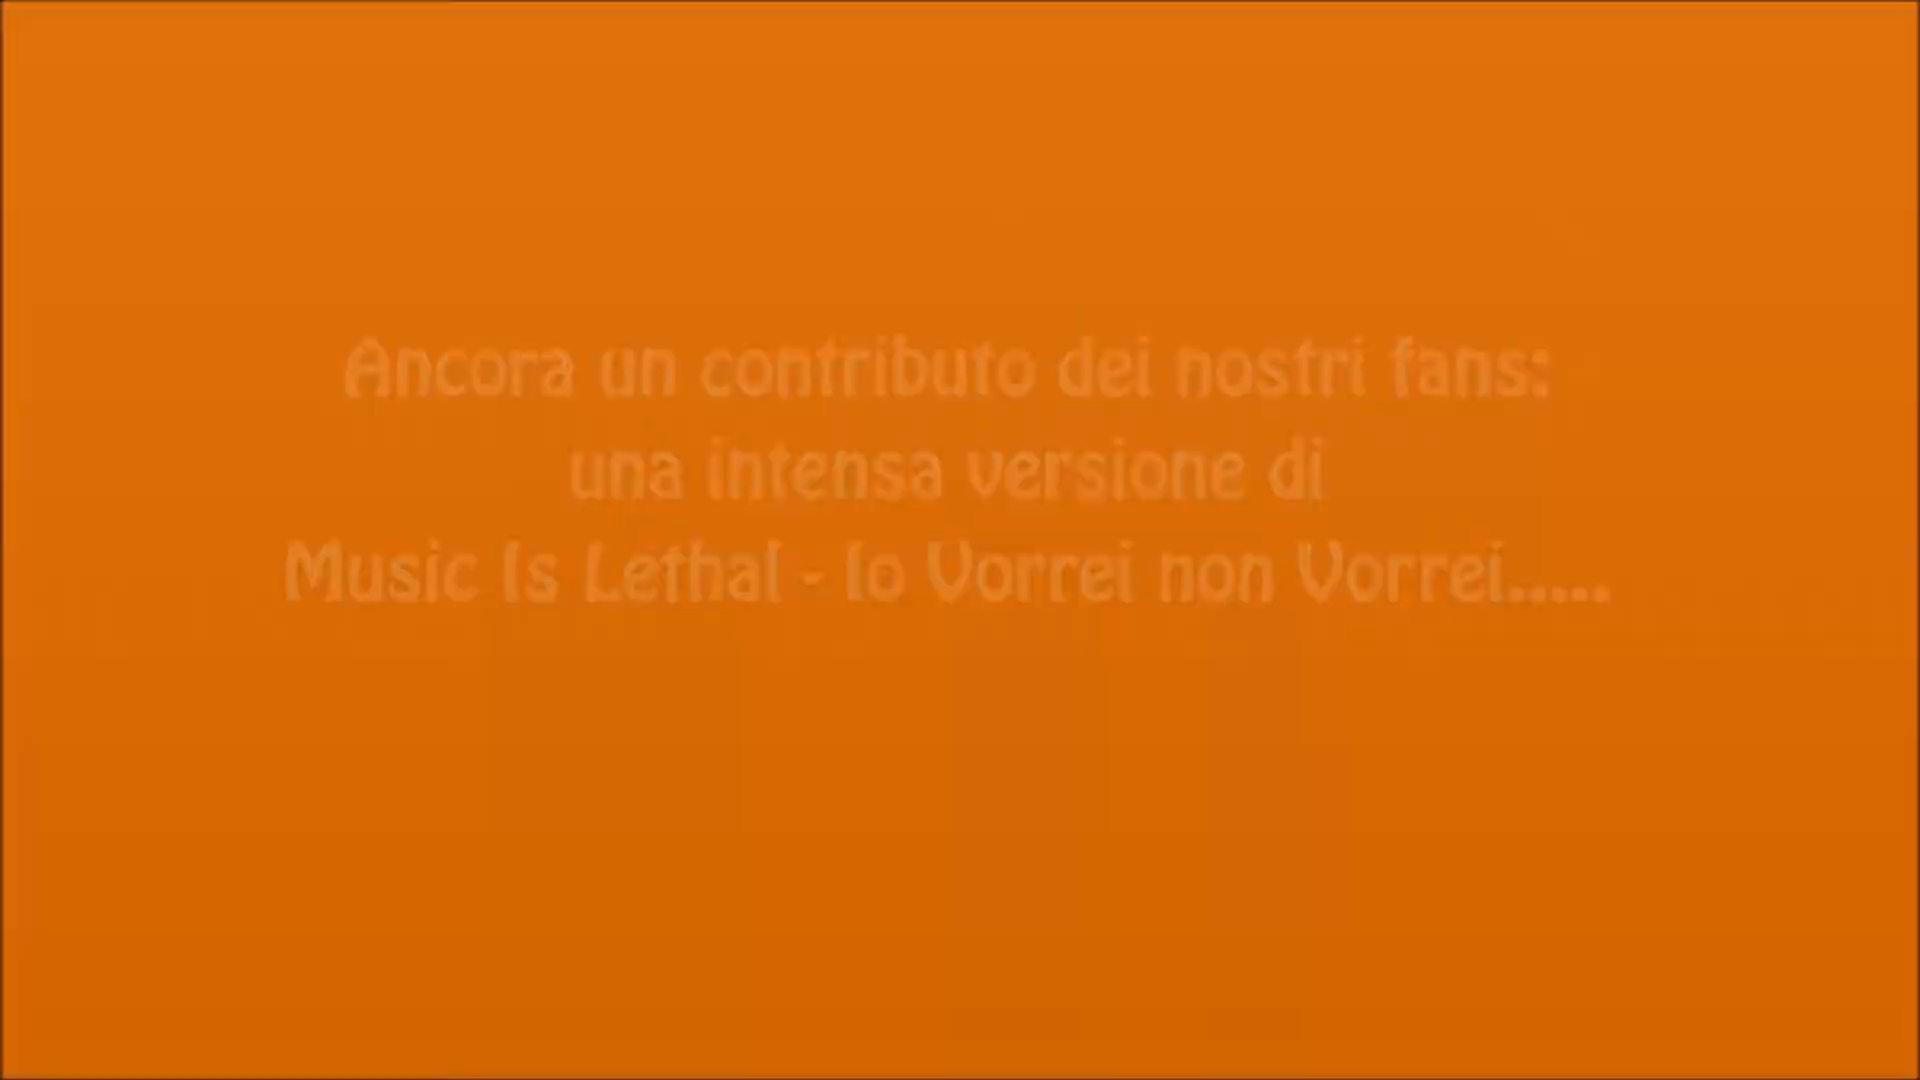 Ancora un contributo dei nostri fans:
una intensa versione di
Music Is Lethal - Io Vorrei non Vorrei.....